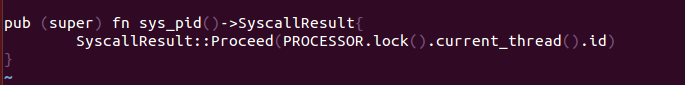 pub (super) fn sys_pid()->SyscallResult{
        SyscallResult::Proceed(PROCESSOR.lock().current_thread().id)
}
~